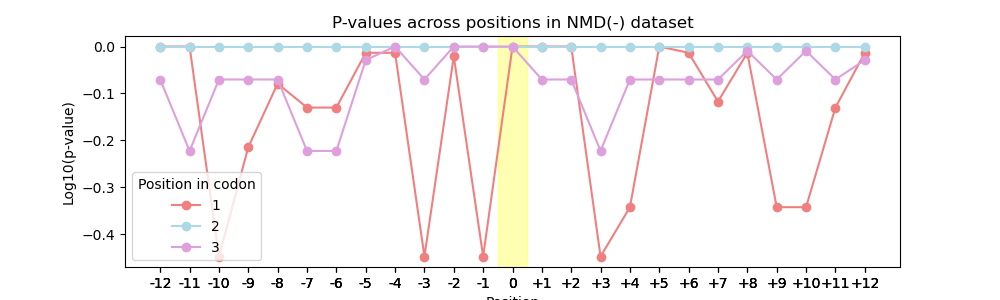 P-values across positions in NMD(-) dataset
Log10(p-value)
0.0
−0.1
−0.2
−0.3
−0.4
Position in codon
1
2
3
-12 -11 -10 -9 -8 -7 -6 -5 -4 -3 -2 -1 0 +1 +2 +3 +4 +5 +6 +7 +8 +9 +10 +11 +12
Position